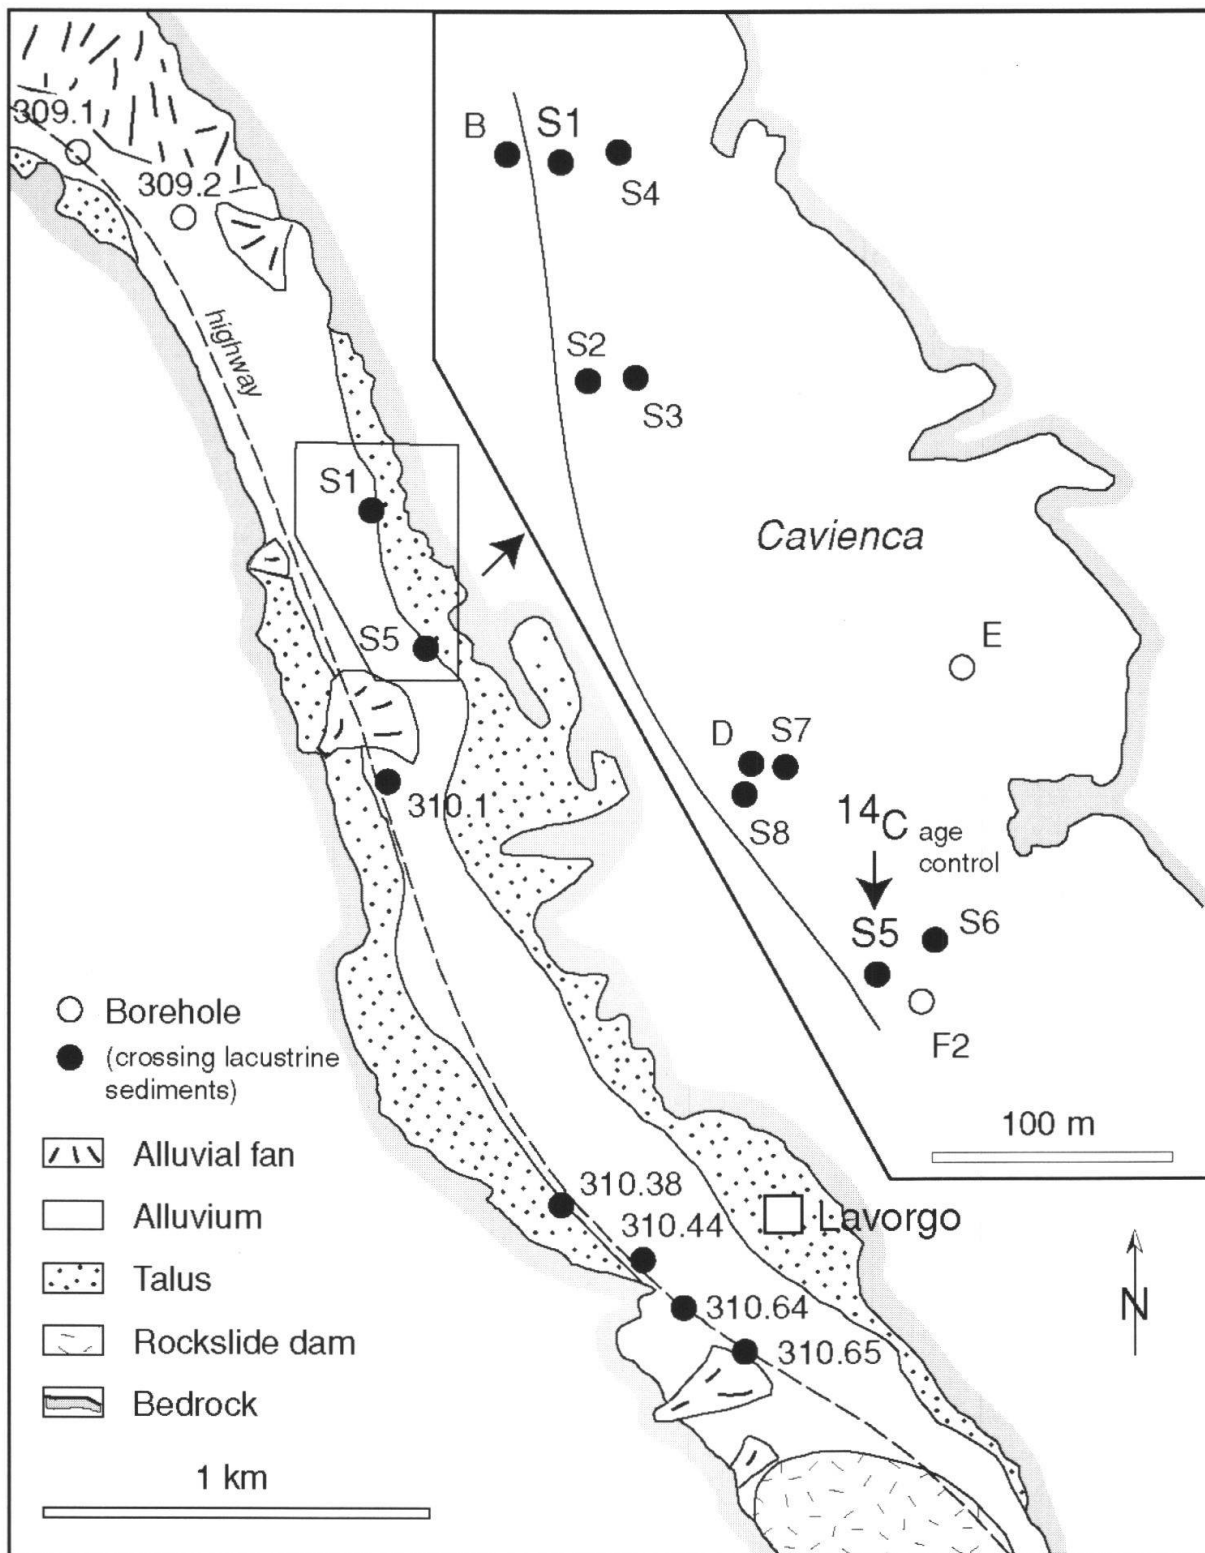 309.1
309.2
highway
S1
S5
310.1
310.38
310.44
310.64
310.65
Lavorgo
B
S1
S4
S2
S3
Cavienca
E
D
S7
S8
14C age
control
S5
S6
F2
100 m
N
Borehole
(crossing lacustrine
sediments)
Alluvial fan
Alluvium
Talus
Rockslide dam
Bedrock
1 km